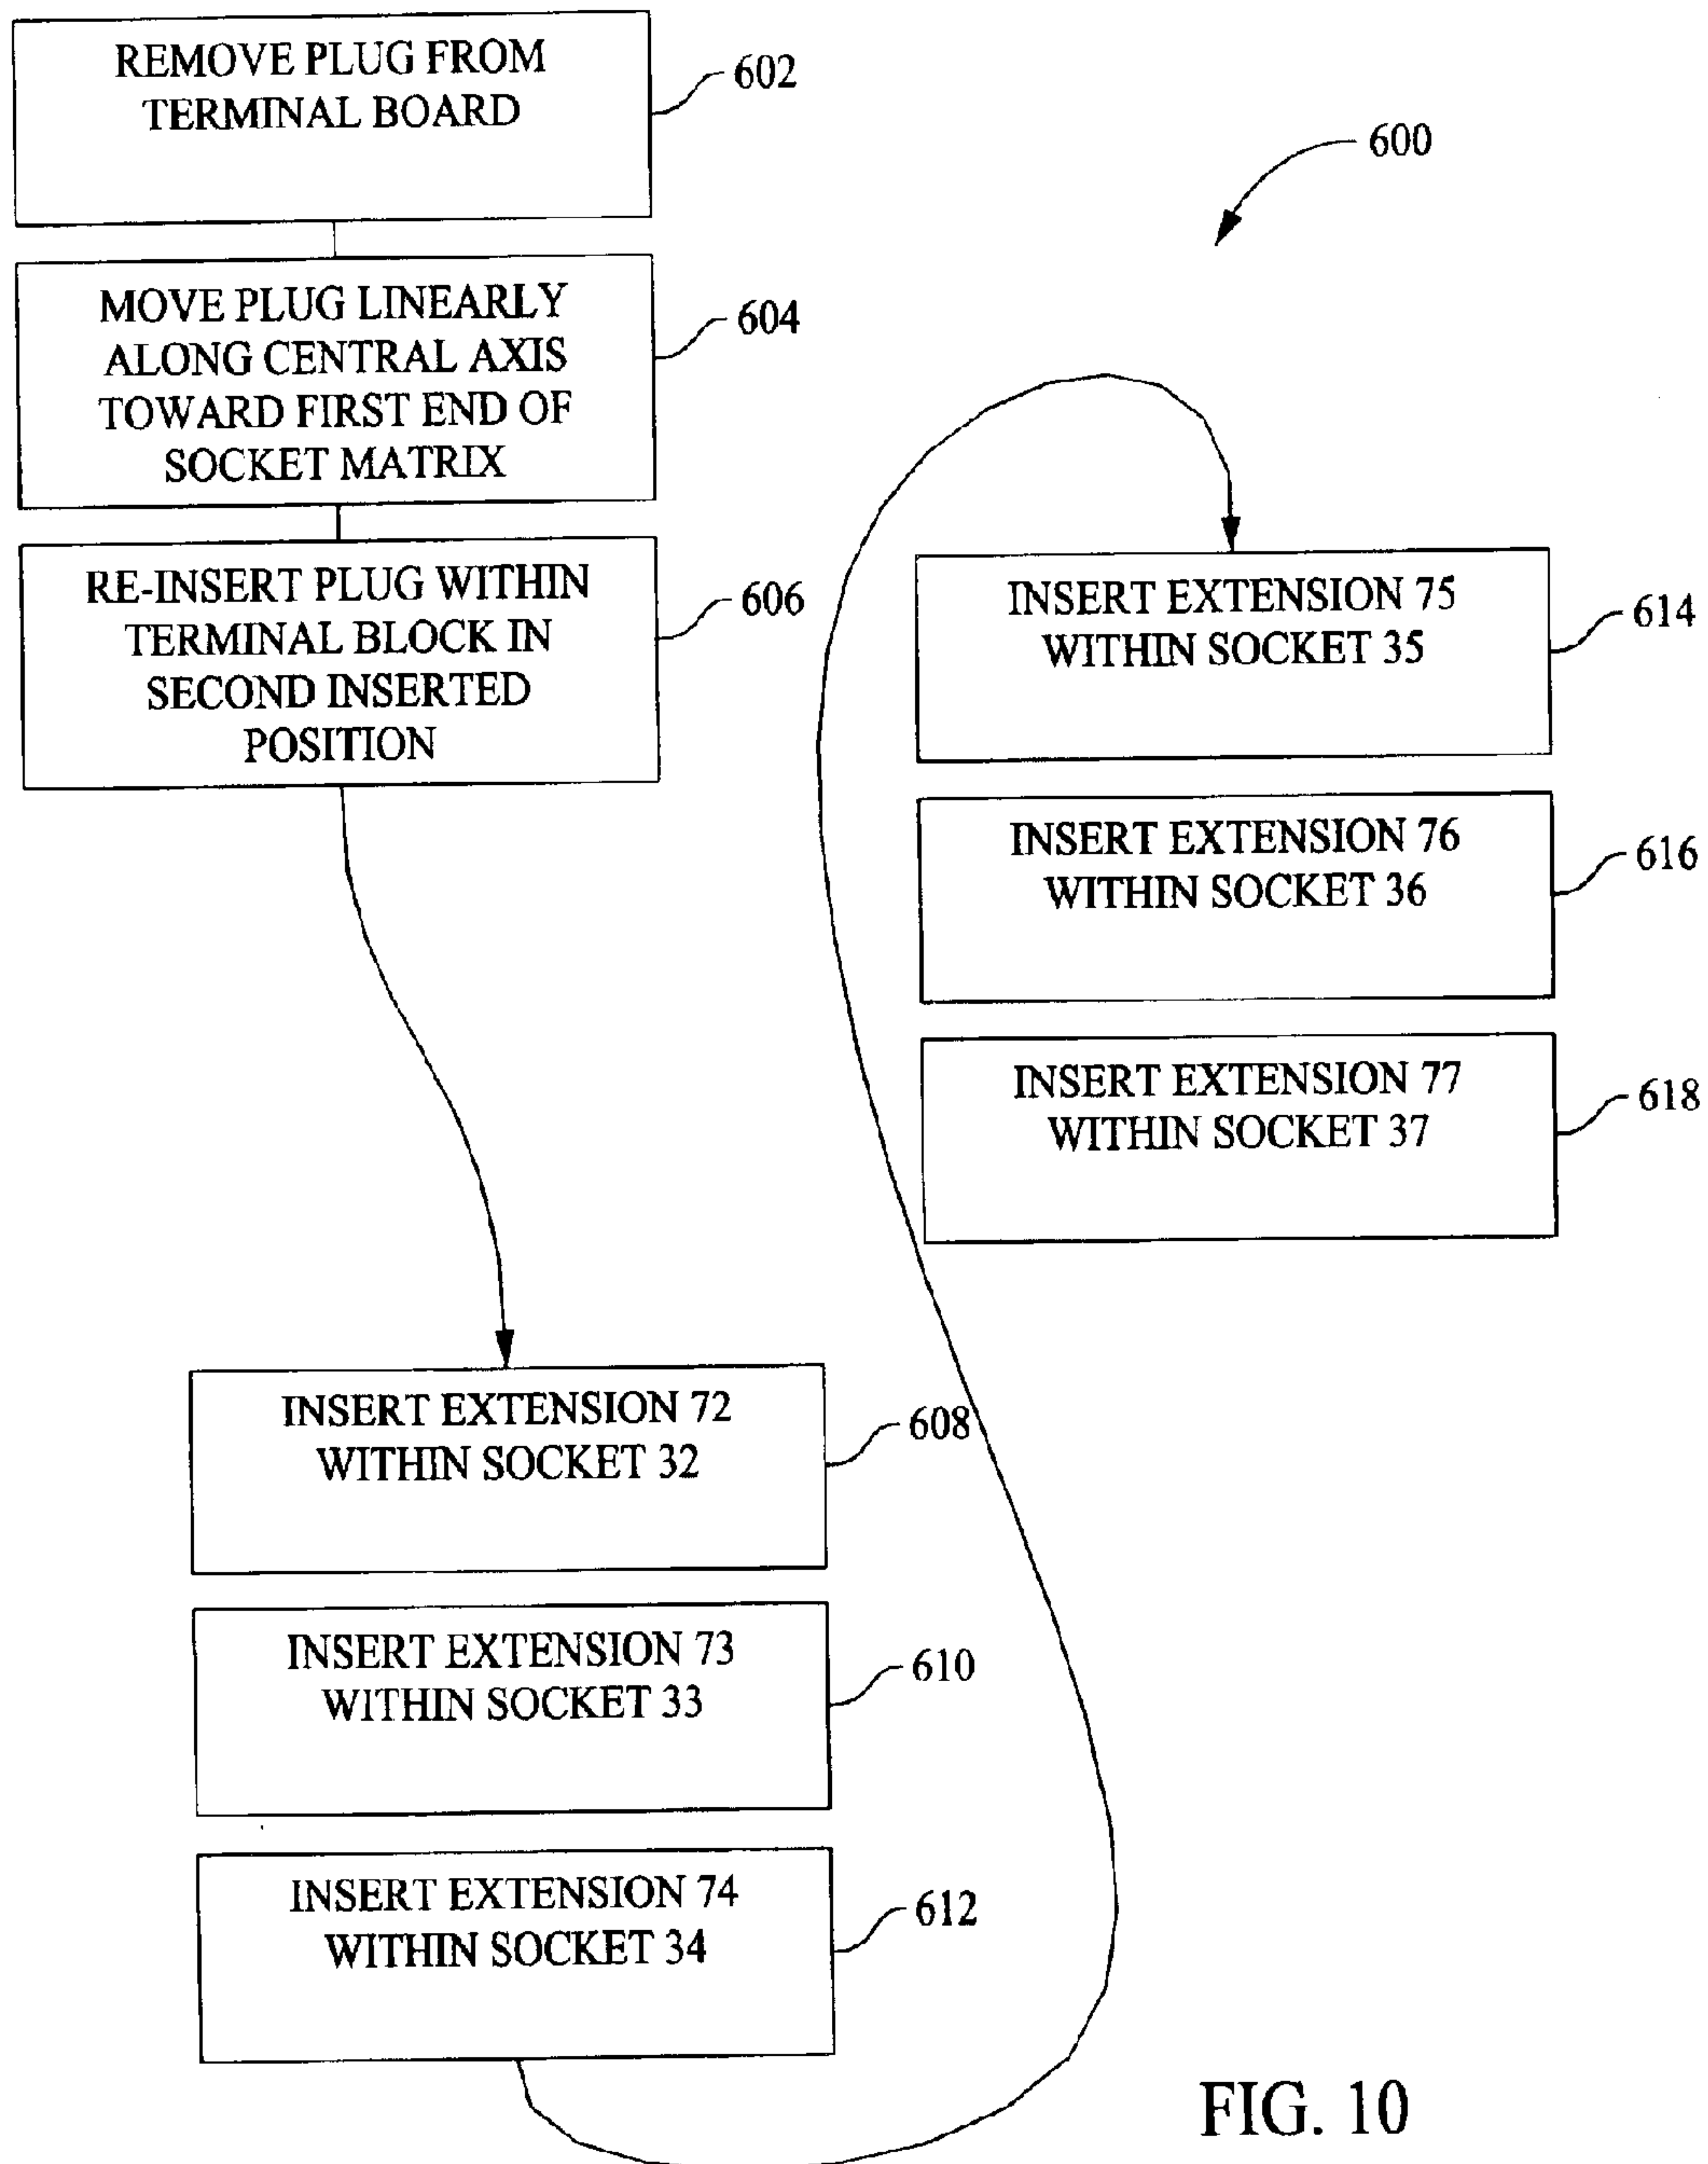 REMOVE PLUG FROM
TERMINAL BOARD
602
600
MOVE PLUG LINEARLY
ALONG CENTRAL AXIS
TOWARD FIRST END OF
SOCKET MATRIX
604
RE-INSERT PLUG WITHIN
TERMINAL BLOCK IN
SECOND INSERTED
POSITION
606
INSERT EXTENSION 72
WITHIN SOCKET 32
608
INSERT EXTENSION 73
WITHIN SOCKET 33
610
INSERT EXTENSION 74
WITHIN SOCKET 34
612
INSERT EXTENSION 75
WITHIN SOCKET 35
614
INSERT EXTENSION 76
WITHIN SOCKET 36
616
INSERT EXTENSION 77
WITHIN SOCKET 37
618
FIG. 10